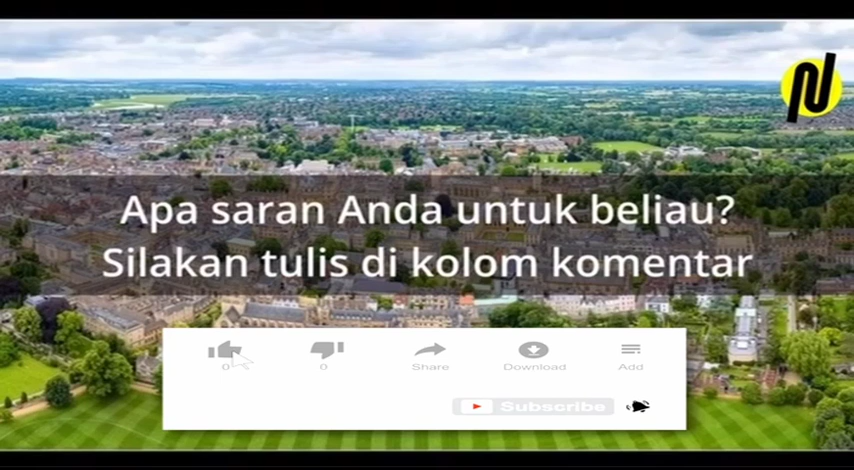 Apa saran Anda untuk beliau?
Silakan tulis di kolom komentar
0 0 Share Download Add
Subscribe